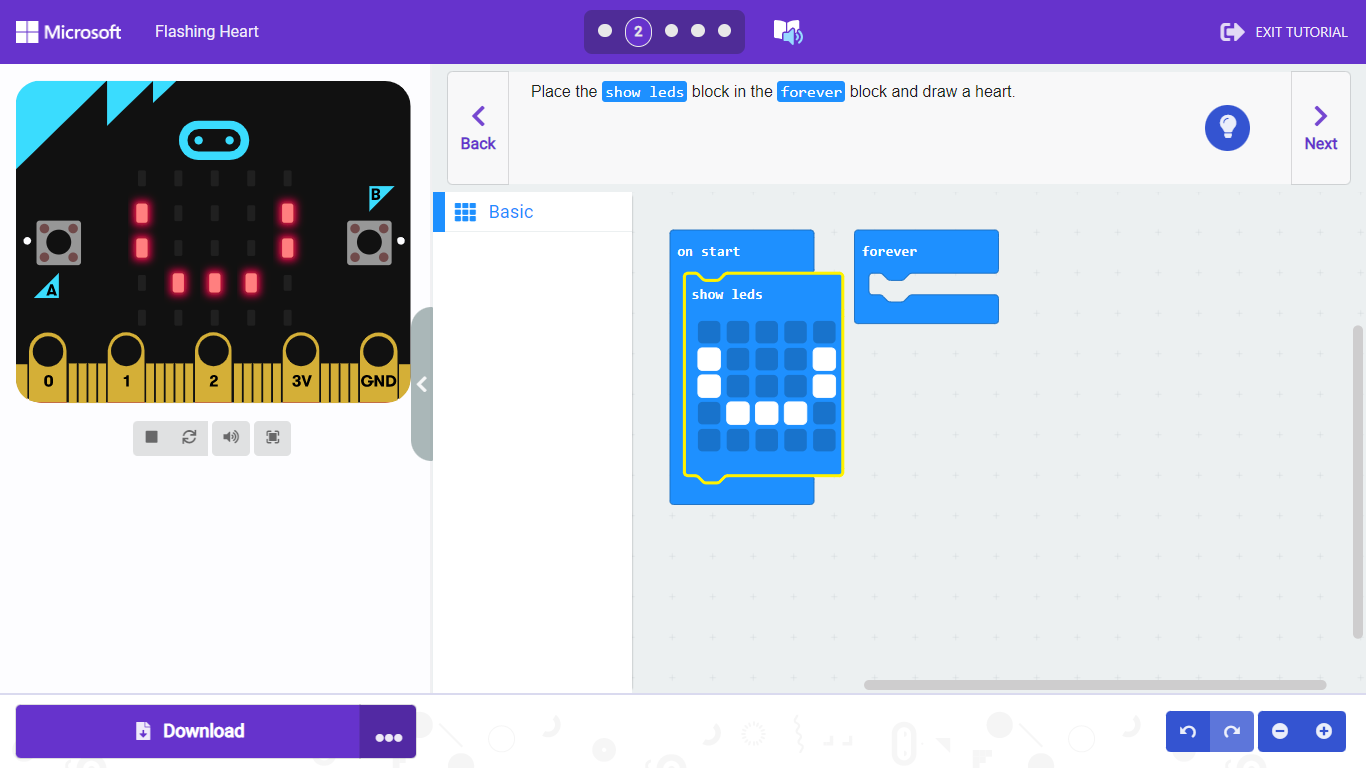 Microsoft
Flashing Heart
2
EXIT TUTORIAL
Back
Place the show leds block in the forever block and draw a heart.
Next
B
A
0 1 2 3V GND
Basic
on start
show leds
forever
Download